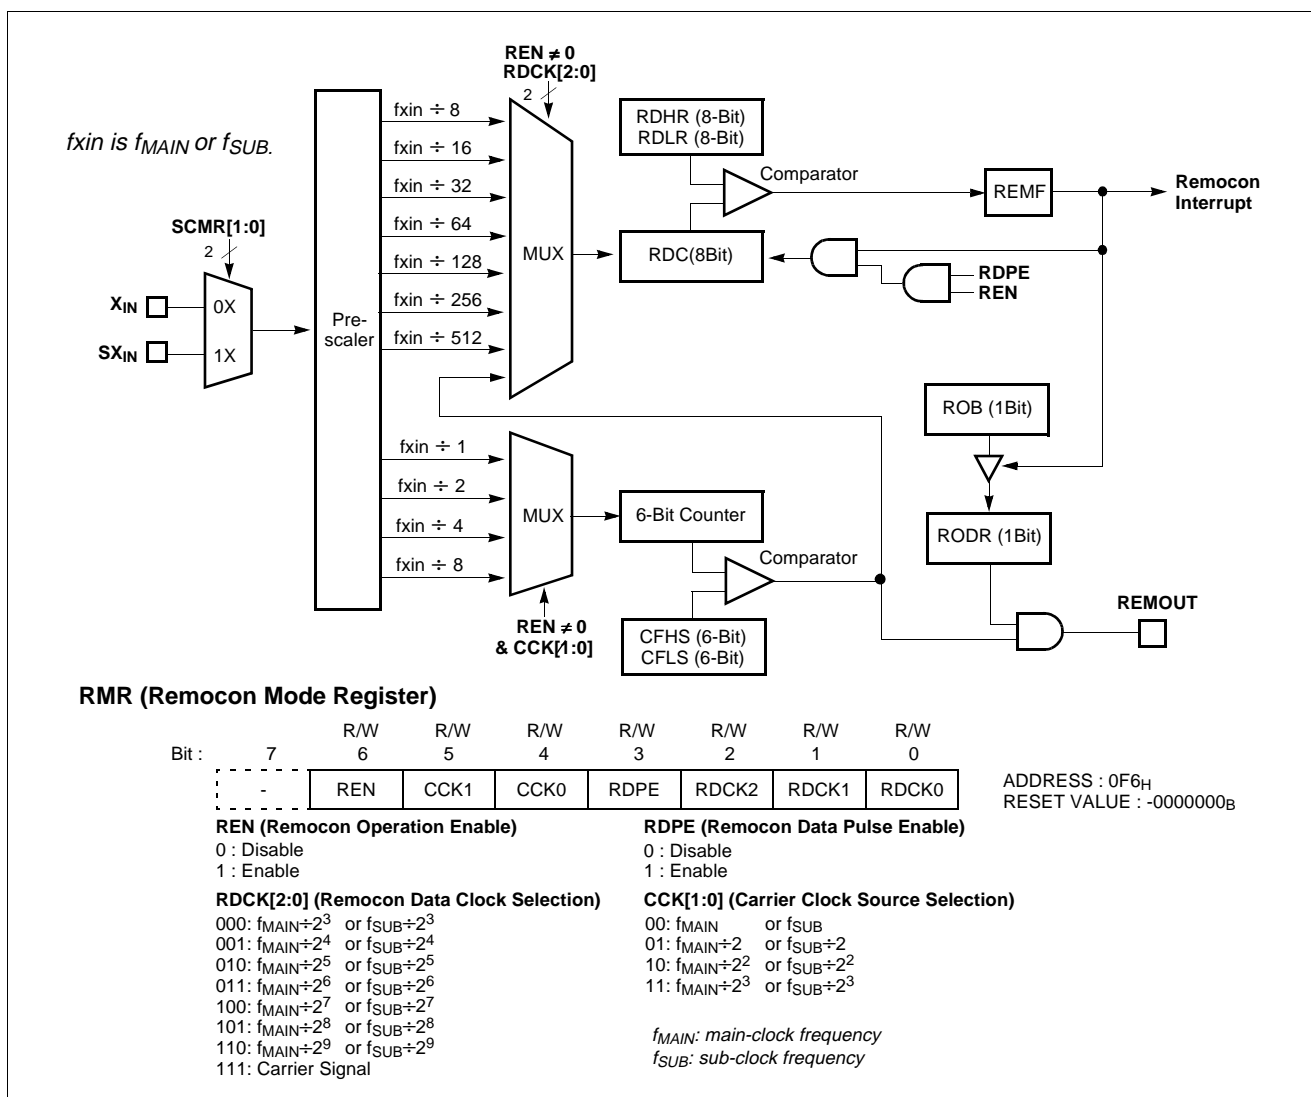 REN ≠ 0
RDCK[2:0]
2
fxin is fMAIN or fSUB.
SCMR[1:0]
2
XIN
0X
SXIN
1X
Pre-
scaler
fxin ÷ 8
fxin ÷ 16
fxin ÷ 32
fxin ÷ 64
fxin ÷ 128
fxin ÷ 256
fxin ÷ 512
MUX
RDHR (8-Bit)
RDLR (8-Bit)
Comparator
REMF
Remocon
Interrupt
RDC(8Bit)
RDPE
REN
ROB (1Bit)
fxin ÷ 1
fxin ÷ 2
fxin ÷ 4
fxin ÷ 8
MUX
6-Bit Counter
RODR (1Bit)
Comparator
REMOUT
REN ≠ 0
& CCK[1:0]
CFHS (6-Bit)
CFLS (6-Bit)
RMR (Remocon Mode Register)
R/W R/W R/W R/W R/W R/W R/W
Bit : 7 6 5 4 3 2 1 0
- REN CCK1 CCK0 RDPE RDCK2 RDCK1 RDCK0
ADDRESS : 0F6H
RESET VALUE : -0000000B
REN (Remocon Operation Enable)
0 : Disable
1 : Enable
RDCK[2:0] (Remocon Data Clock Selection)
000: fMAIN÷2³ or fSUB÷2³
001: fMAIN÷2⁴ or fSUB÷2⁴
010: fMAIN÷2⁵ or fSUB÷2⁵
011: fMAIN÷2⁶ or fSUB÷2⁶
100: fMAIN÷2⁷ or fSUB÷2⁷
101: fMAIN÷2⁸ or fSUB÷2⁸
110: fMAIN÷2⁹ or fSUB÷2⁹
111: Carrier Signal
RDPE (Remocon Data Pulse Enable)
0 : Disable
1 : Enable
CCK[1:0] (Carrier Clock Source Selection)
00: fMAIN or fSUB
01: fMAIN÷2 or fSUB÷2
10: fMAIN÷2² or fSUB÷2²
11: fMAIN÷2³ or fSUB÷2³
fMAIN: main-clock frequency
fSUB: sub-clock frequency